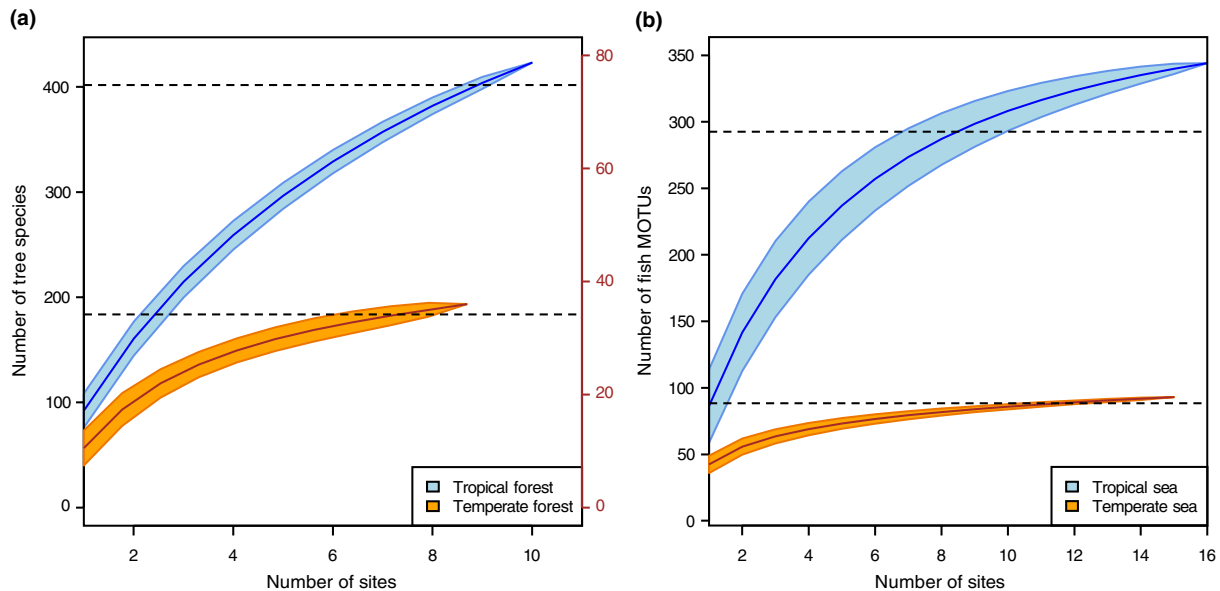 (a)
Number of tree species
400
300
200
100
0
80
60
40
20
0
Tropical forest
Temperate forest
2 4 6 8 10
Number of sites
(b)
Number of fish MOTUs
350
300
250
200
150
100
50
0
Tropical sea
Temperate sea
2 4 6 8 10 12 14 16
Number of sites